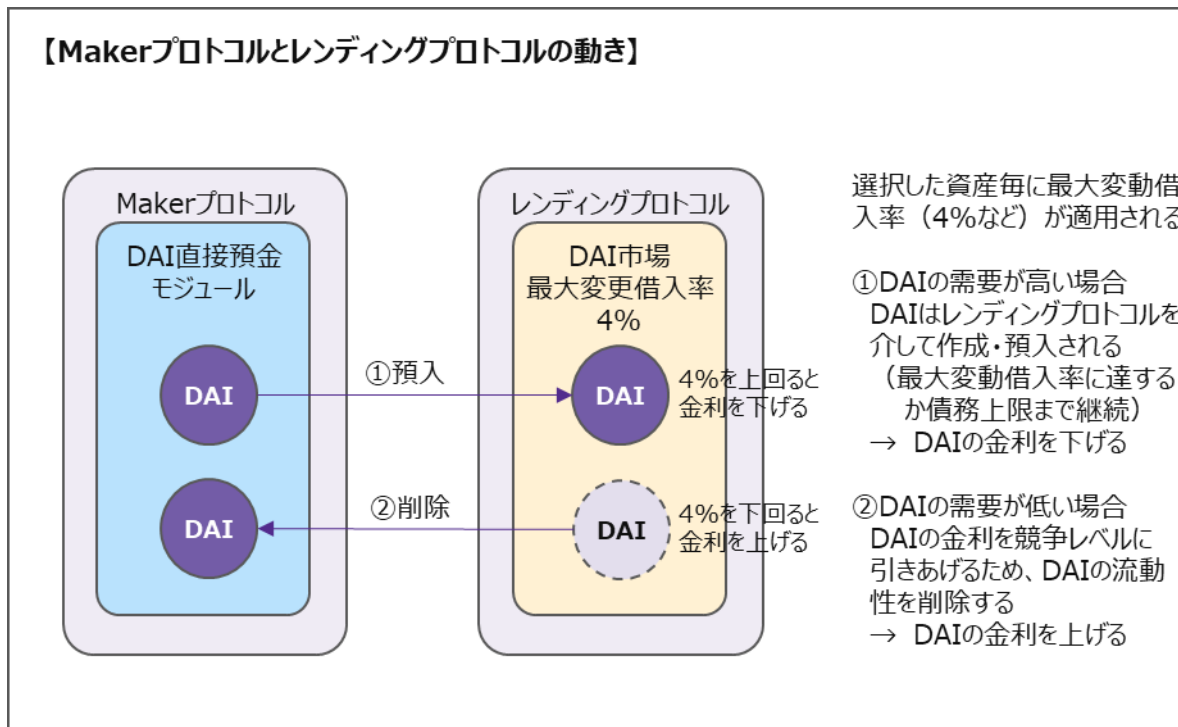 【Makerプロトコルとレンディングプロトコルの動き】
Makerプロトコル
DAI直接預金
モジュール
DAI
DAI
①預入
②削除
レンディングプロトコル
DAI市場
最大変更借入率
4%
DAI
4%を上回ると
金利を下げる
DAI
4%を下回ると
金利を上げる
選択した資産毎に最大変動借
入率（4%など）が適用される
①DAIの需要が高い場合
DAIはレンディングプロトコルを
介して作成・預入される
（最大変動借入率に達する
か債務上限まで継続）
→ DAIの金利を下げる
②DAIの需要が低い場合
DAIの金利を競争レベルに
引きあげるため、DAIの流動
性を削除する
→ DAIの金利を上げる